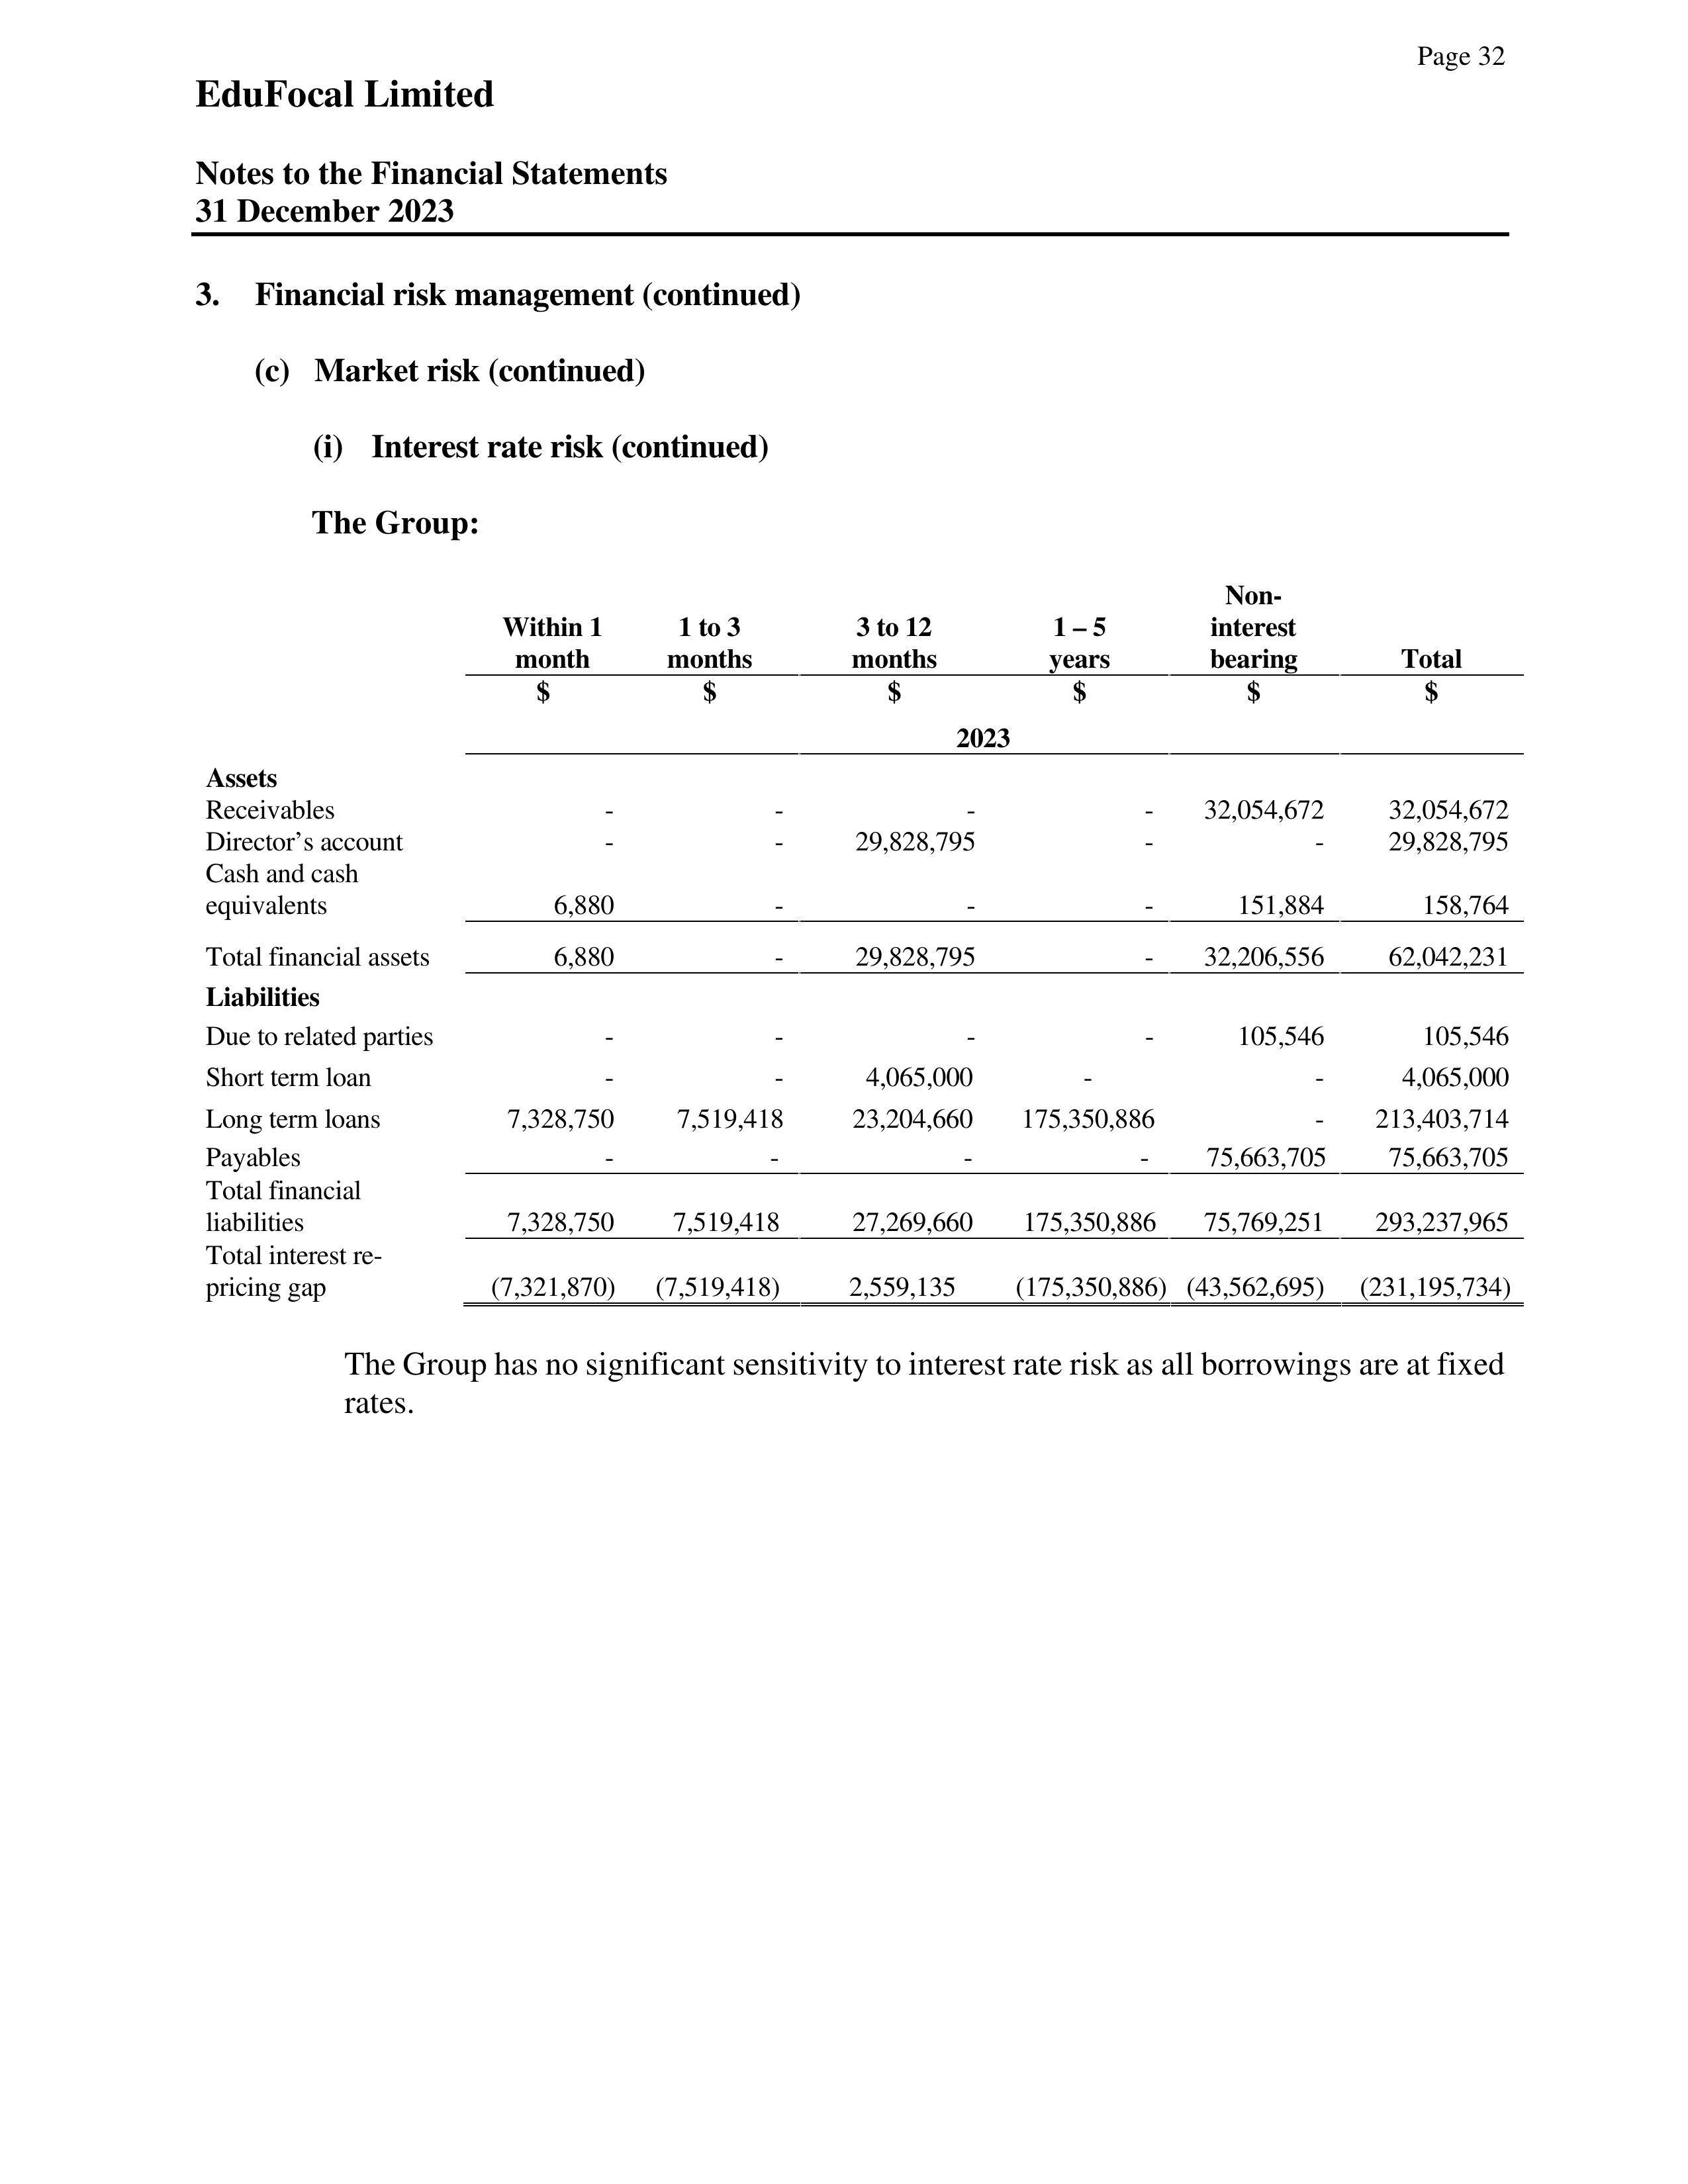 Page 32
EduFocal Limited
Notes to the Financial Statements
31 December 2023
3. Financial risk management (continued)
(c) Market risk (continued)
(i) Interest rate risk (continued)
The Group:
Non-
Within 1 1 to 3 3 to 12 1 – 5 interest
month months months years bearing Total
$ $ $ $ $ $
2023
Assets
Receivables - - - - 32,054,672 32,054,672
Director’s account - - 29,828,795 - - 29,828,795
Cash and cash
equivalents 6,880 - - - 151,884 158,764
Total financial assets 6,880 - 29,828,795 - 32,206,556 62,042,231
Liabilities
Due to related parties - - - - 105,546 105,546
Short term loan - - 4,065,000 - - 4,065,000
Long term loans 7,328,750 7,519,418 23,204,660 175,350,886 - 213,403,714
Payables - - - - 75,663,705 75,663,705
Total financial
liabilities 7,328,750 7,519,418 27,269,660 175,350,886 75,769,251 293,237,965
Total interest re-
pricing gap (7,321,870) (7,519,418) 2,559,135 (175,350,886) (43,562,695) (231,195,734)
The Group has no significant sensitivity to interest rate risk as all borrowings are at fixed
rates.